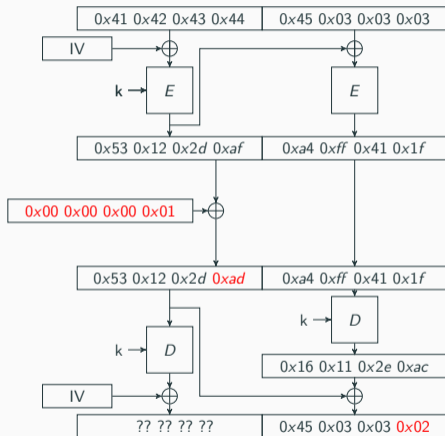 0x41 0x42 0x43 0x44 0x45 0x03 0x03 0x03
IV
k E E
0x53 0x12 0x2d 0xaf 0xa4 0xff 0x41 0x1f
0x00 0x00 0x00 0x01
0x53 0x12 0x2d 0xad 0xa4 0xff 0x41 0x1f
k D
k D
0x16 0x11 0x2e 0xac
IV
?? ?? ?? ?? 0x45 0x03 0x03 0x02